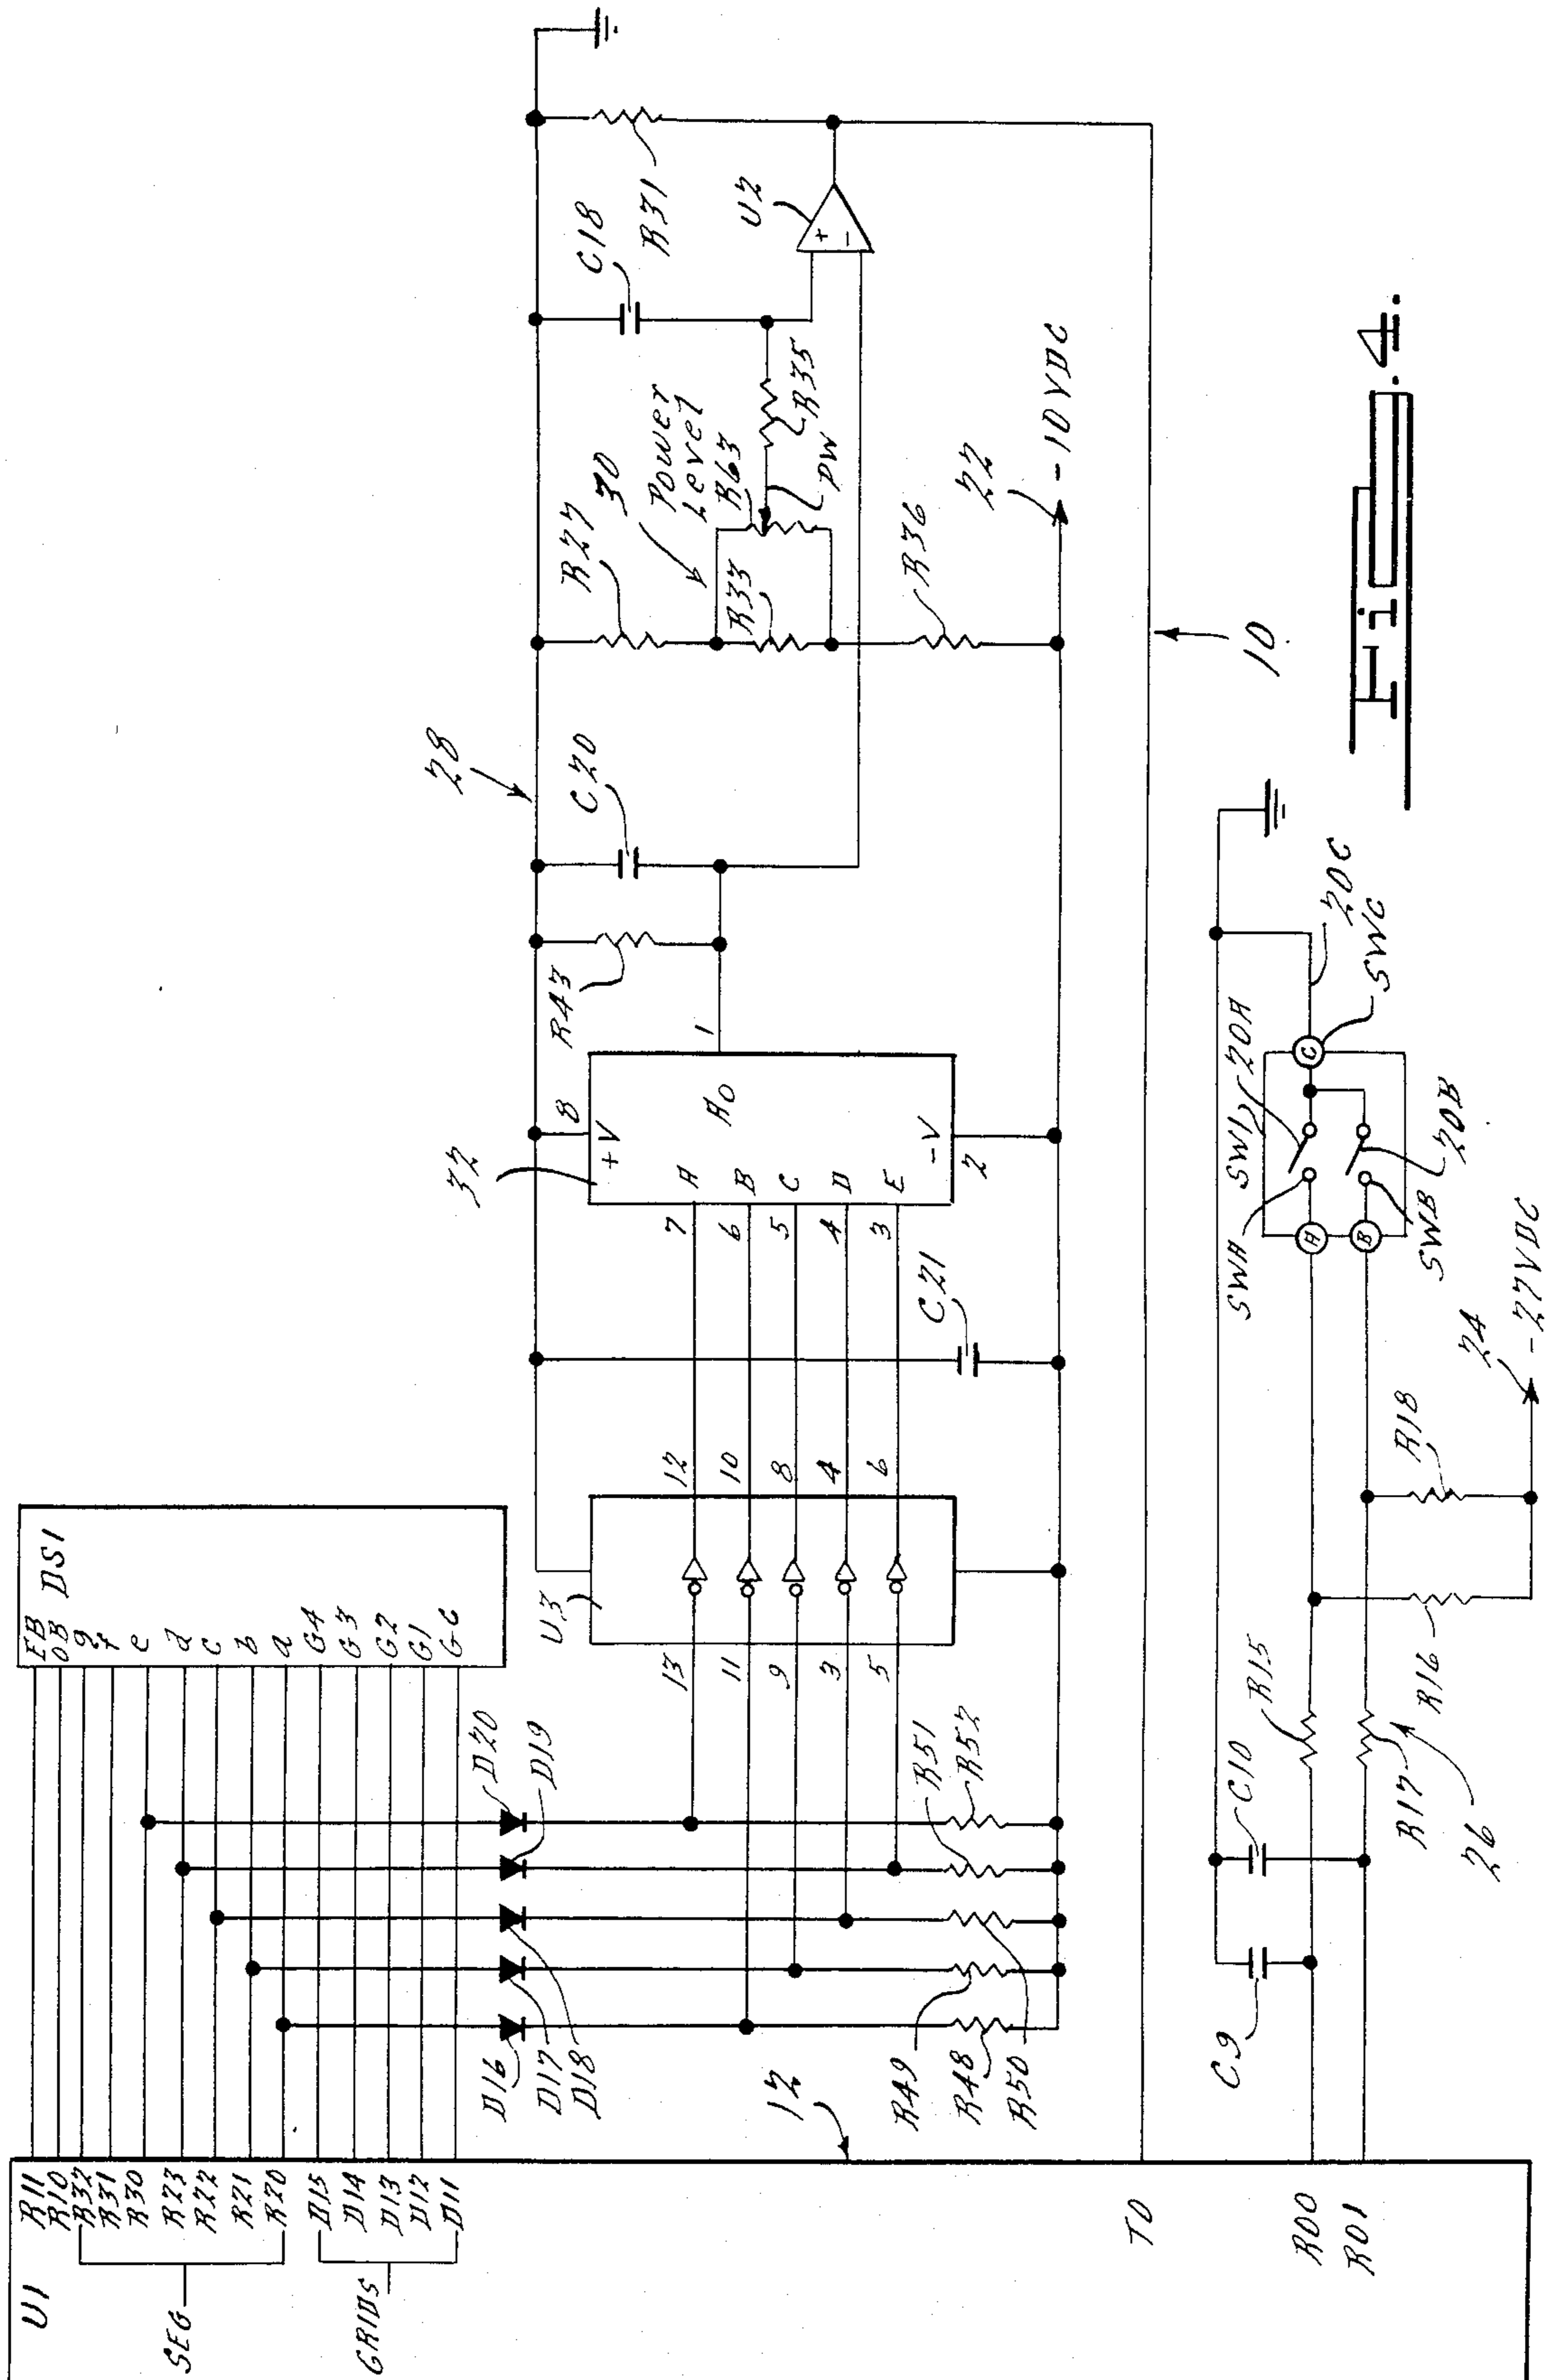 U1
SEG
GRIDS
R11
R10
R32
R31
R30
R23
R22
R21
R20
D15
D14
D13
D12
D11
TO
R00
R01
EB
OB
g
f
e
d
c
b
a
G4
G3
G2
G1
GC
DS1
D20
D19
D16
D17
D18
12
R49
R48
R50
R51
R52
13
11
9
3
5
U3
12
10
8
4
6
C21
32
7
6
5
4
3
8
+V
A
B
C
D
E
A0
-V
2
1
R43
C20
28
R27
30
Power
Level
R33
R63
R35
PW
R36
22
-10VDC
C18
R31
U2
+
-
10
C9
C10
R15
R17
26
R16
R18
24
-27VDC
SWA
SW1
20A
A
B
C
SWB
20B
20C
SWC
Fig. 4.